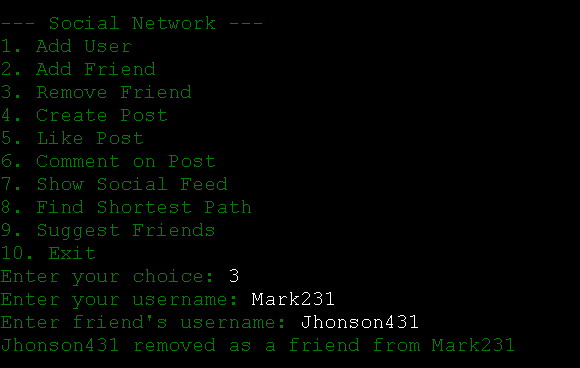 --- Social Network ---
1. Add User
2. Add Friend
3. Remove Friend
4. Create Post
5. Like Post
6. Comment on Post
7. Show Social Feed
8. Find Shortest Path
9. Suggest Friends
10. Exit
Enter your choice: 3
Enter your username: Mark231
Enter friend's username: Jhonson431
Jhonson431 removed as a friend from Mark231